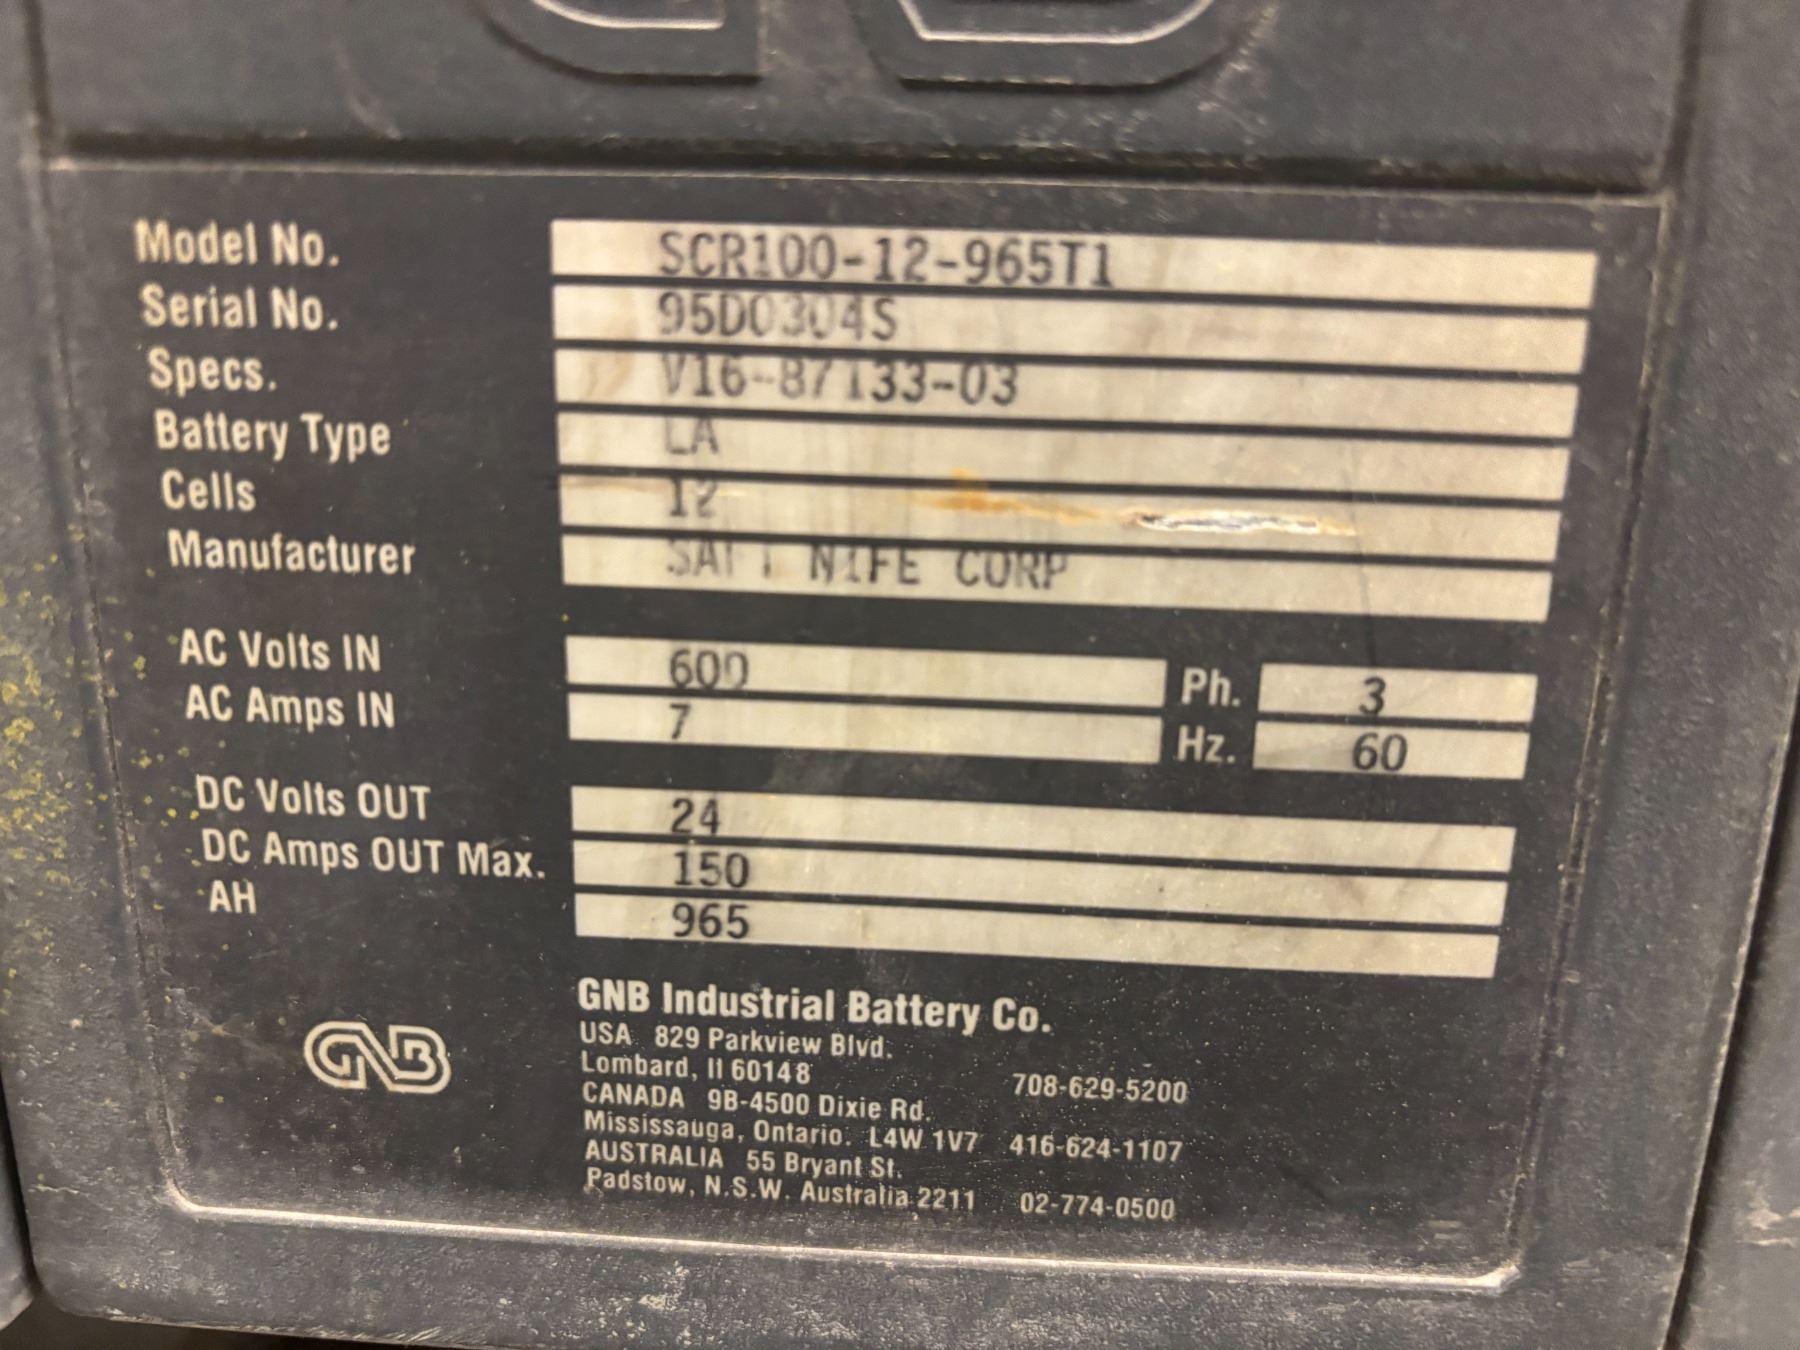 Model No. SCR100-12-965T1
Serial No. 95D0304S
Specs. V16-87133-03
Battery Type LA
Cells 12
Manufacturer SAFT NIFE CORP
AC Volts IN 600 Ph. 3
AC Amps IN 7 Hz. 60
DC Volts OUT 24
DC Amps OUT Max. 150
AH 965
GNB Industrial Battery Co.
USA 829 Parkview Blvd.
Lombard, Il 60148 708-629-5200
CANADA 9B-4500 Dixie Rd.
Mississauga, Ontario. L4W 1V7 416-624-1107
AUSTRALIA 55 Bryant St.
Padstow, N.S.W. Australia 2211 02-774-0500
GNB